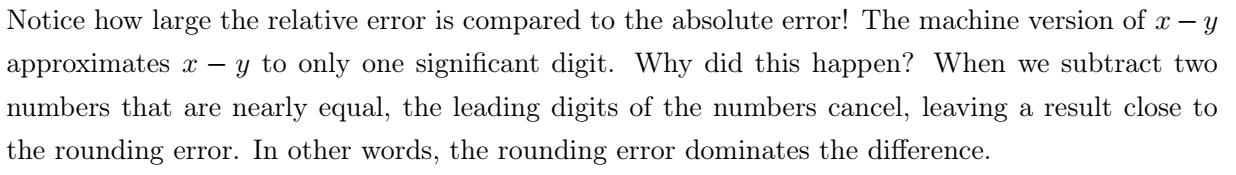 Notice how large the relative error is compared to the absolute error! The machine version of x − y
approximates x − y to only one significant digit. Why did this happen? When we subtract two
numbers that are nearly equal, the leading digits of the numbers cancel, leaving a result close to
the rounding error. In other words, the rounding error dominates the difference.